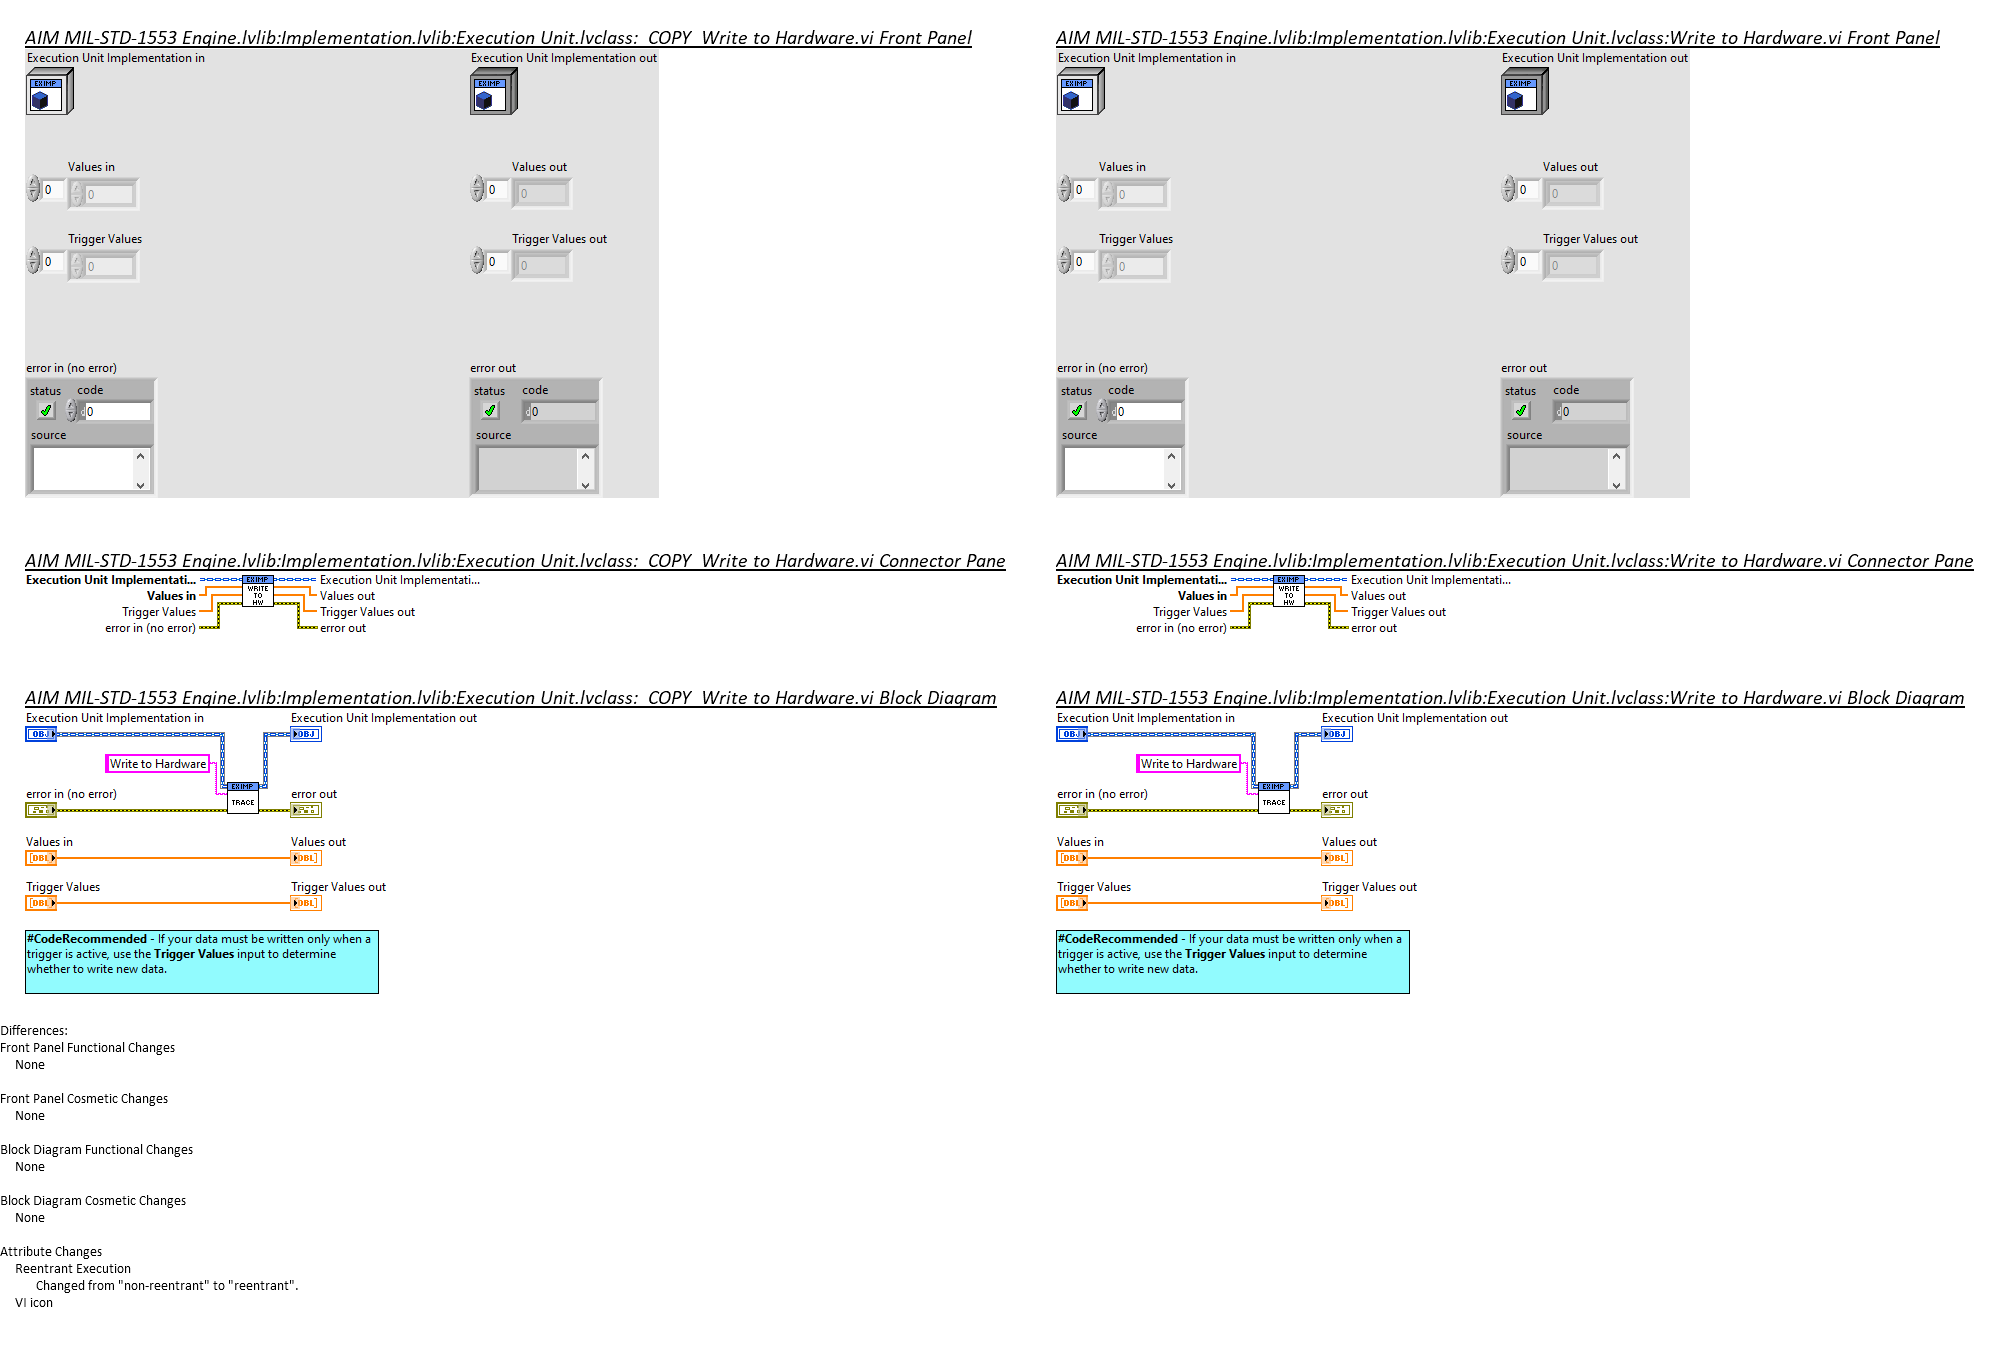 AIM MIL-STD-1553 Engine.lvlib:Implementation.lvlib:Execution Unit.lvclass:  COPY  Write to Hardware.vi Front Panel
Execution Unit Implementation in
Execution Unit Implementation out
EXIMP
EXIMP
Values in
Values out
0
0
0
0
Trigger Values
Trigger Values out
0
0
0
0
error in (no error)
error out
status
code
status
code
d 0
d 0
source
source
AIM MIL-STD-1553 Engine.lvlib:Implementation.lvlib:Execution Unit.lvclass:Write to Hardware.vi Front Panel
Execution Unit Implementation in
Execution Unit Implementation out
EXIMP
EXIMP
Values in
Values out
0
0
0
0
Trigger Values
Trigger Values out
0
0
0
0
error in (no error)
error out
status
code
status
code
d 0
d 0
source
source
AIM MIL-STD-1553 Engine.lvlib:Implementation.lvlib:Execution Unit.lvclass:  COPY  Write to Hardware.vi Connector Pane
Execution Unit Implementati...
Values in
Trigger Values
error in (no error)
EXIMP
WRITE
TO
HW
Execution Unit Implementati...
Values out
Trigger Values out
error out
AIM MIL-STD-1553 Engine.lvlib:Implementation.lvlib:Execution Unit.lvclass:Write to Hardware.vi Connector Pane
Execution Unit Implementati...
Values in
Trigger Values
error in (no error)
EXIMP
WRITE
TO
HW
Execution Unit Implementati...
Values out
Trigger Values out
error out
AIM MIL-STD-1553 Engine.lvlib:Implementation.lvlib:Execution Unit.lvclass:  COPY  Write to Hardware.vi Block Diagram
Execution Unit Implementation in
Execution Unit Implementation out
OBJ
OBJ
Write to Hardware
EXIMP
TRACE
error in (no error)
error out
Values in
Values out
[DBL]
[DBL]
Trigger Values
Trigger Values out
[DBL]
[DBL]
#CodeRecommended - If your data must be written only when a
trigger is active, use the Trigger Values input to determine
whether to write new data.
AIM MIL-STD-1553 Engine.lvlib:Implementation.lvlib:Execution Unit.lvclass:Write to Hardware.vi Block Diagram
Execution Unit Implementation in
Execution Unit Implementation out
OBJ
OBJ
Write to Hardware
EXIMP
TRACE
error in (no error)
error out
Values in
Values out
[DBL]
[DBL]
Trigger Values
Trigger Values out
[DBL]
[DBL]
#CodeRecommended - If your data must be written only when a
trigger is active, use the Trigger Values input to determine
whether to write new data.
Differences:
Front Panel Functional Changes
None
Front Panel Cosmetic Changes
None
Block Diagram Functional Changes
None
Block Diagram Cosmetic Changes
None
Attribute Changes
Reentrant Execution
Changed from "non-reentrant" to "reentrant".
VI icon